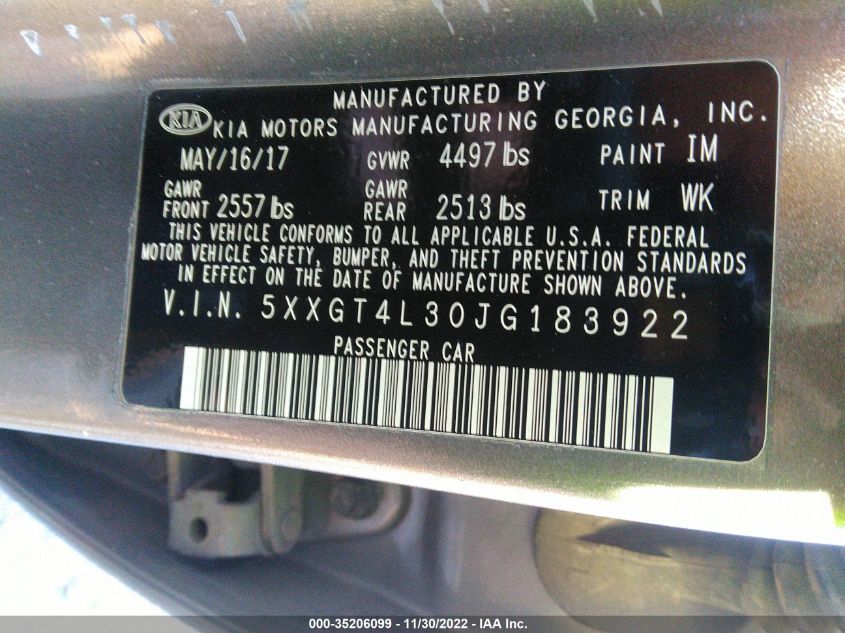 MANUFACTURED BY
KIA KIA MOTORS MANUFACTURING GEORGIA, INC.
MAY/16/17 GVWR 4497 lbs PAINT IM
GAWR FRONT 2557 lbs GAWR REAR 2513 lbs TRIM WK
THIS VEHICLE CONFORMS TO ALL APPLICABLE U.S.A. FEDERAL
MOTOR VEHICLE SAFETY, BUMPER, AND THEFT PREVENTION STANDARDS
IN EFFECT ON THE DATE OF MANUFACTURE SHOWN ABOVE.
V.I.N. 5XXGT4L30JG183922
PASSENGER CAR
000-35206099 - 11/30/2022 - IAA Inc.